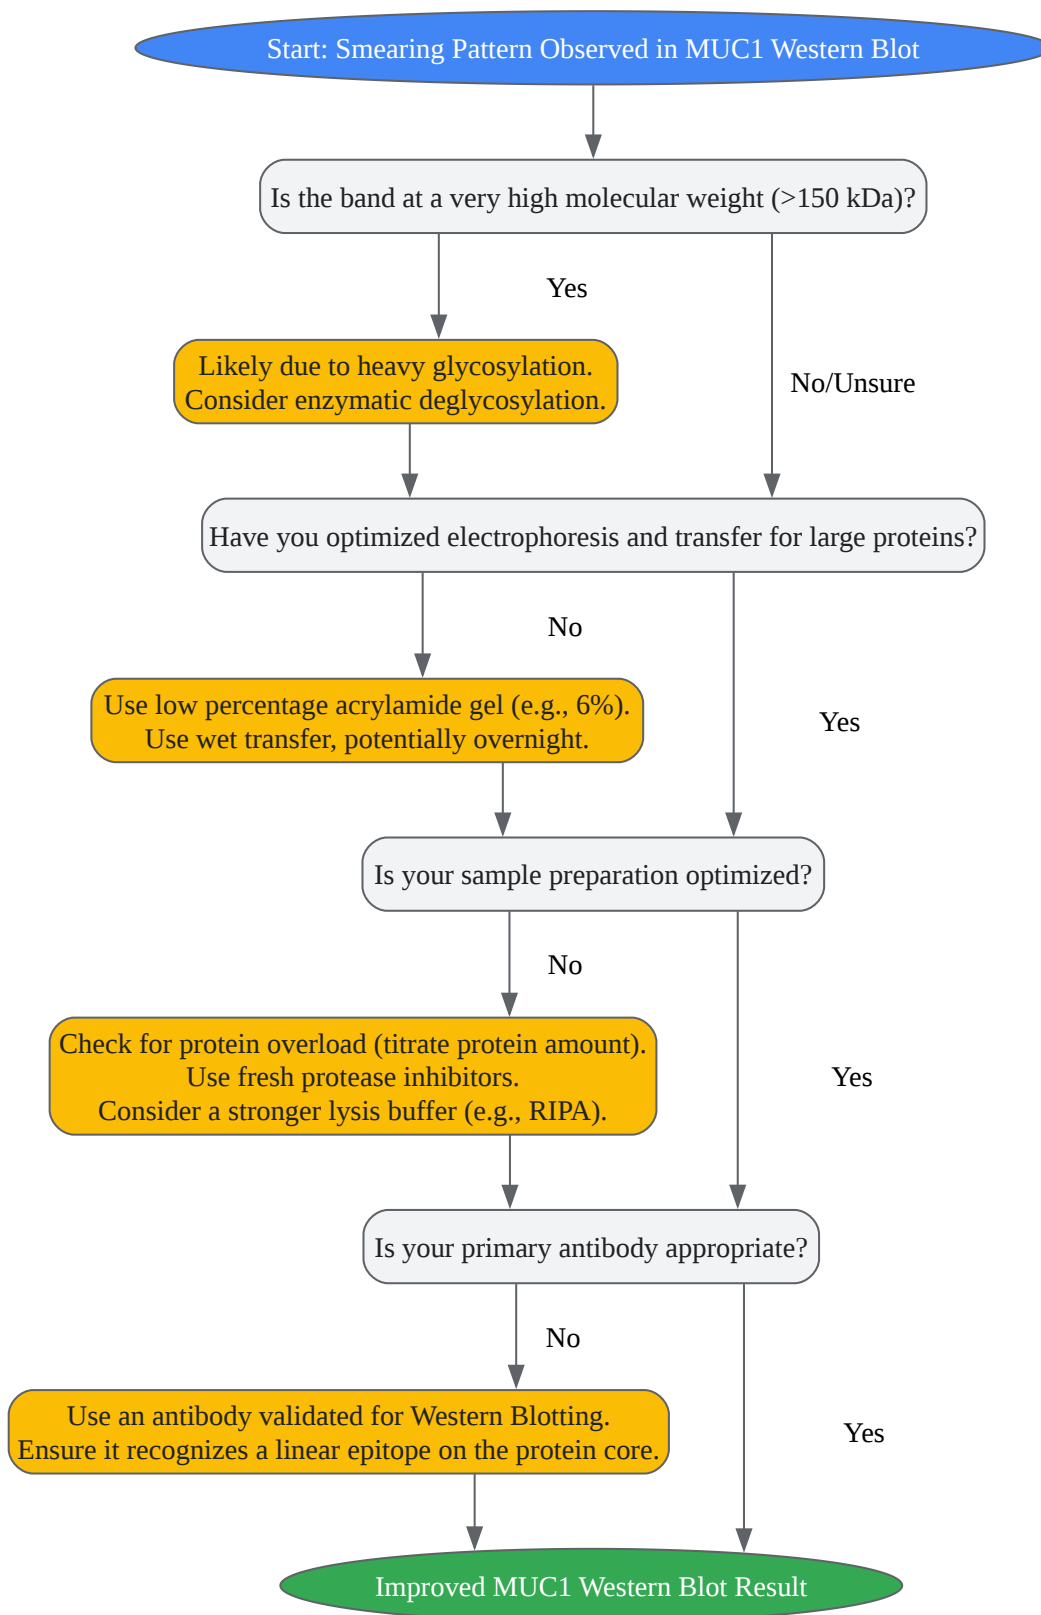 Start: Smearing Pattern Observed in MUC1 Western Blot
Is the band at a very high molecular weight (>150 kDa)?
Yes
Likely due to heavy glycosylation.
Consider enzymatic deglycosylation.
No/Unsure
Have you optimized electrophoresis and transfer for large proteins?
No
Use low percentage acrylamide gel (e.g., 6%).
Use wet transfer, potentially overnight.
Yes
Is your sample preparation optimized?
No
Check for protein overload (titrate protein amount).
Use fresh protease inhibitors.
Consider a stronger lysis buffer (e.g., RIPA).
Yes
Is your primary antibody appropriate?
No
Use an antibody validated for Western Blotting.
Ensure it recognizes a linear epitope on the protein core.
Yes
Improved MUC1 Western Blot Result